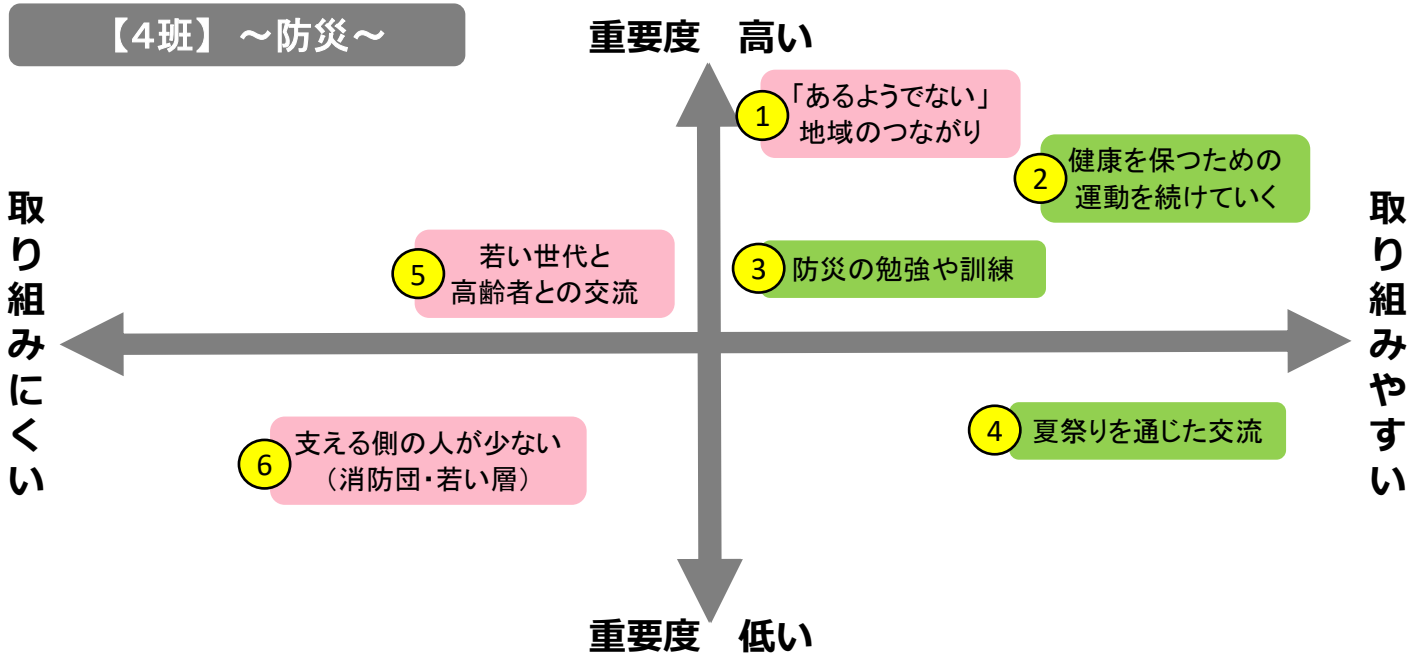 【4班】 ～防災～
重要度 高い
1
「あるようでない」
地域のつながり
2
健康を保つための
運動を続けていく
3
防災の勉強や訓練
4
夏祭りを通じた交流
5
若い世代と
高齢者との交流
6
支える側の人が少ない
（消防団・若い層）
取り組みにくい
取り組みやすい
重要度 低い